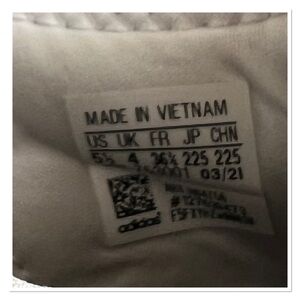 MADE IN VIETNAM
US UK FR JP CHN
5½ 4 36⅔ 225 225
03/21
adidas